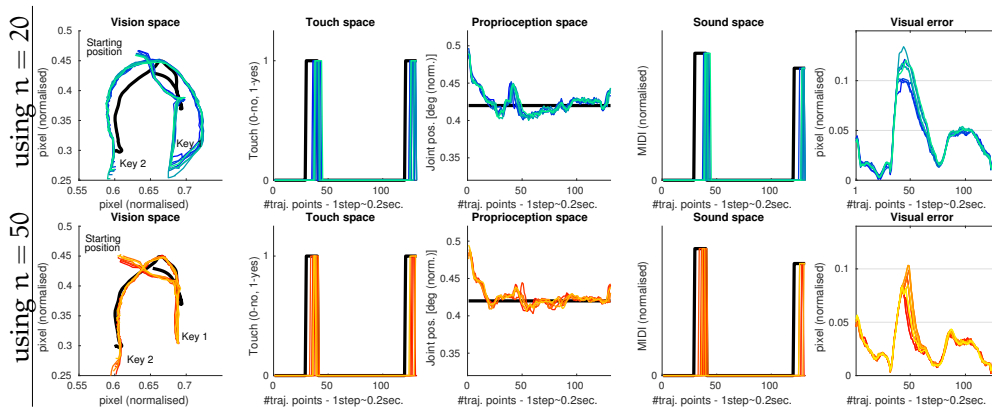 using n = 20
Vision space
Starting
position
Key
Key 2
pixel (normalised)
0.5
0.45
0.4
0.35
0.3
0.25
0.55
0.6
0.65
0.7
pixel (normalised)
Touch space
Touch (0-no, 1-yes)
1
0
0
50
100
#traj. points - 1step~0.2sec.
Proprioception space
Joint pos. [deg (norm.)]
0.5
0.45
0.4
0.35
50
100
#traj. points - 1step~0.2sec.
Sound space
MIDI (normalised)
0
0
50
100
#traj. points - 1step~0.2sec.
Visual error
pixel (normalised)
0.1
0.05
0
1
50
100
#traj. points - 1step~0.2sec.
using n = 50
Vision space
Starting
position
Key 1
Key 2
pixel (normalised)
0.5
0.45
0.4
0.35
0.3
0.25
0.55
0.6
0.65
0.7
pixel (normalised)
Touch space
Touch (0-no, 1-yes)
1
0
0
50
100
#traj. points - 1step~0.2sec.
Proprioception space
Joint pos. [deg (norm.)]
0.5
0.45
0.4
0.35
50
100
#traj. points - 1step~0.2sec.
Sound space
MIDI (normalised)
0
0
50
100
#traj. points - 1step~0.2sec.
Visual error
pixel (normalised)
0.1
0.05
0
50
100
#traj. points - 1step~0.2sec.